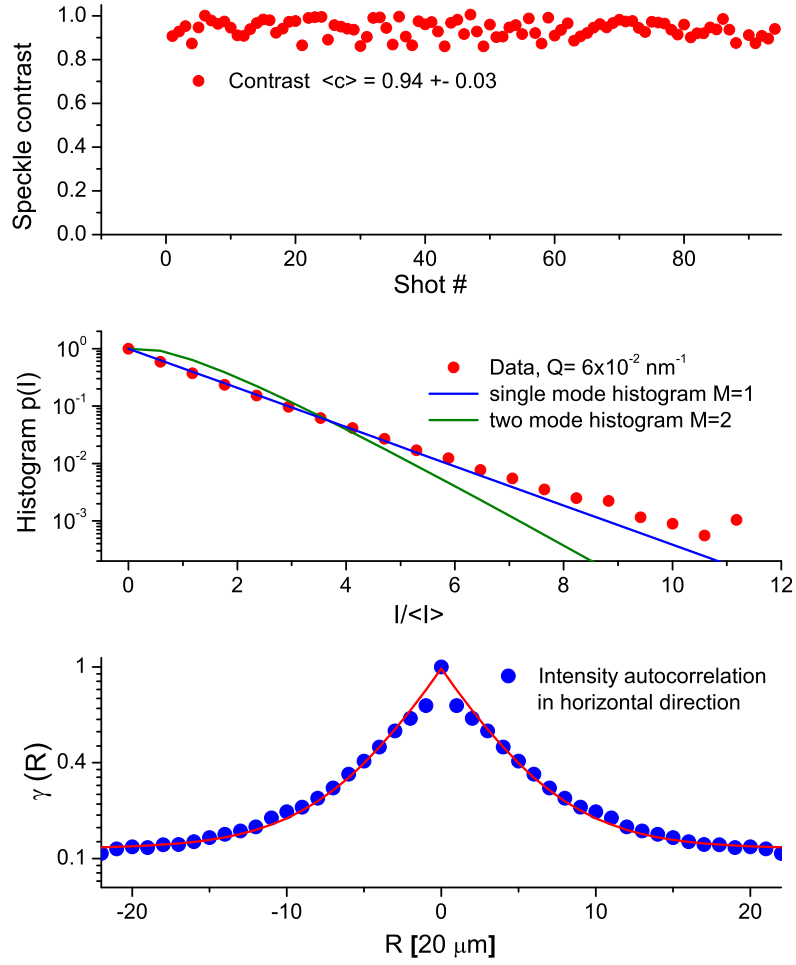 Speckle contrast
1.0
0.8
0.6
0.4
0.2
0.0
Contrast <c> = 0.94 +- 0.03
0 20 40 60 80
Shot #
Histogram p(I)
10⁰
10⁻¹
10⁻²
10⁻³
Data, Q= 6x10⁻² nm⁻¹
single mode histogram M=1
two mode histogram M=2
0 2 4 6 8 10 12
I/<I>
γ (R)
1
0.4
0.1
Intensity autocorrelation
in horizontal direction
-20 -10 0 10 20
R [20 μm]